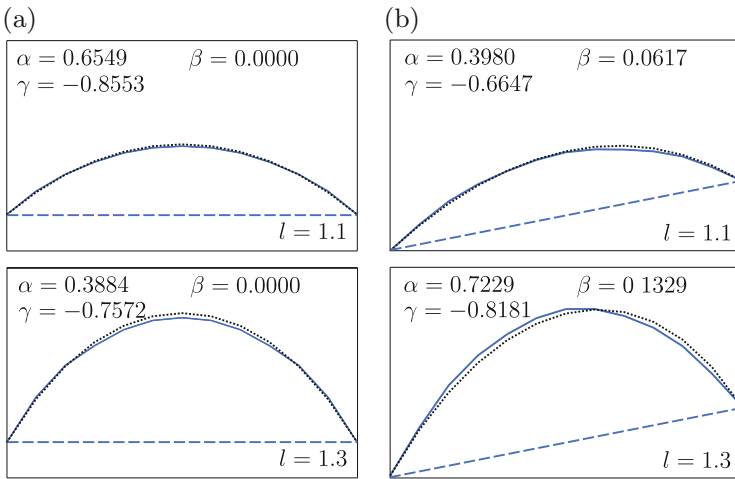 (a)
α = 0.6549 β = 0.0000
γ = −0.8553
l = 1.1
α = 0.3884 β = 0.0000
γ = −0.7572
l = 1.3
(b)
α = 0.3980 β = 0.0617
γ = −0.6647
l = 1.1
α = 0.7229 β = 0 1329
γ = −0.8181
l = 1.3